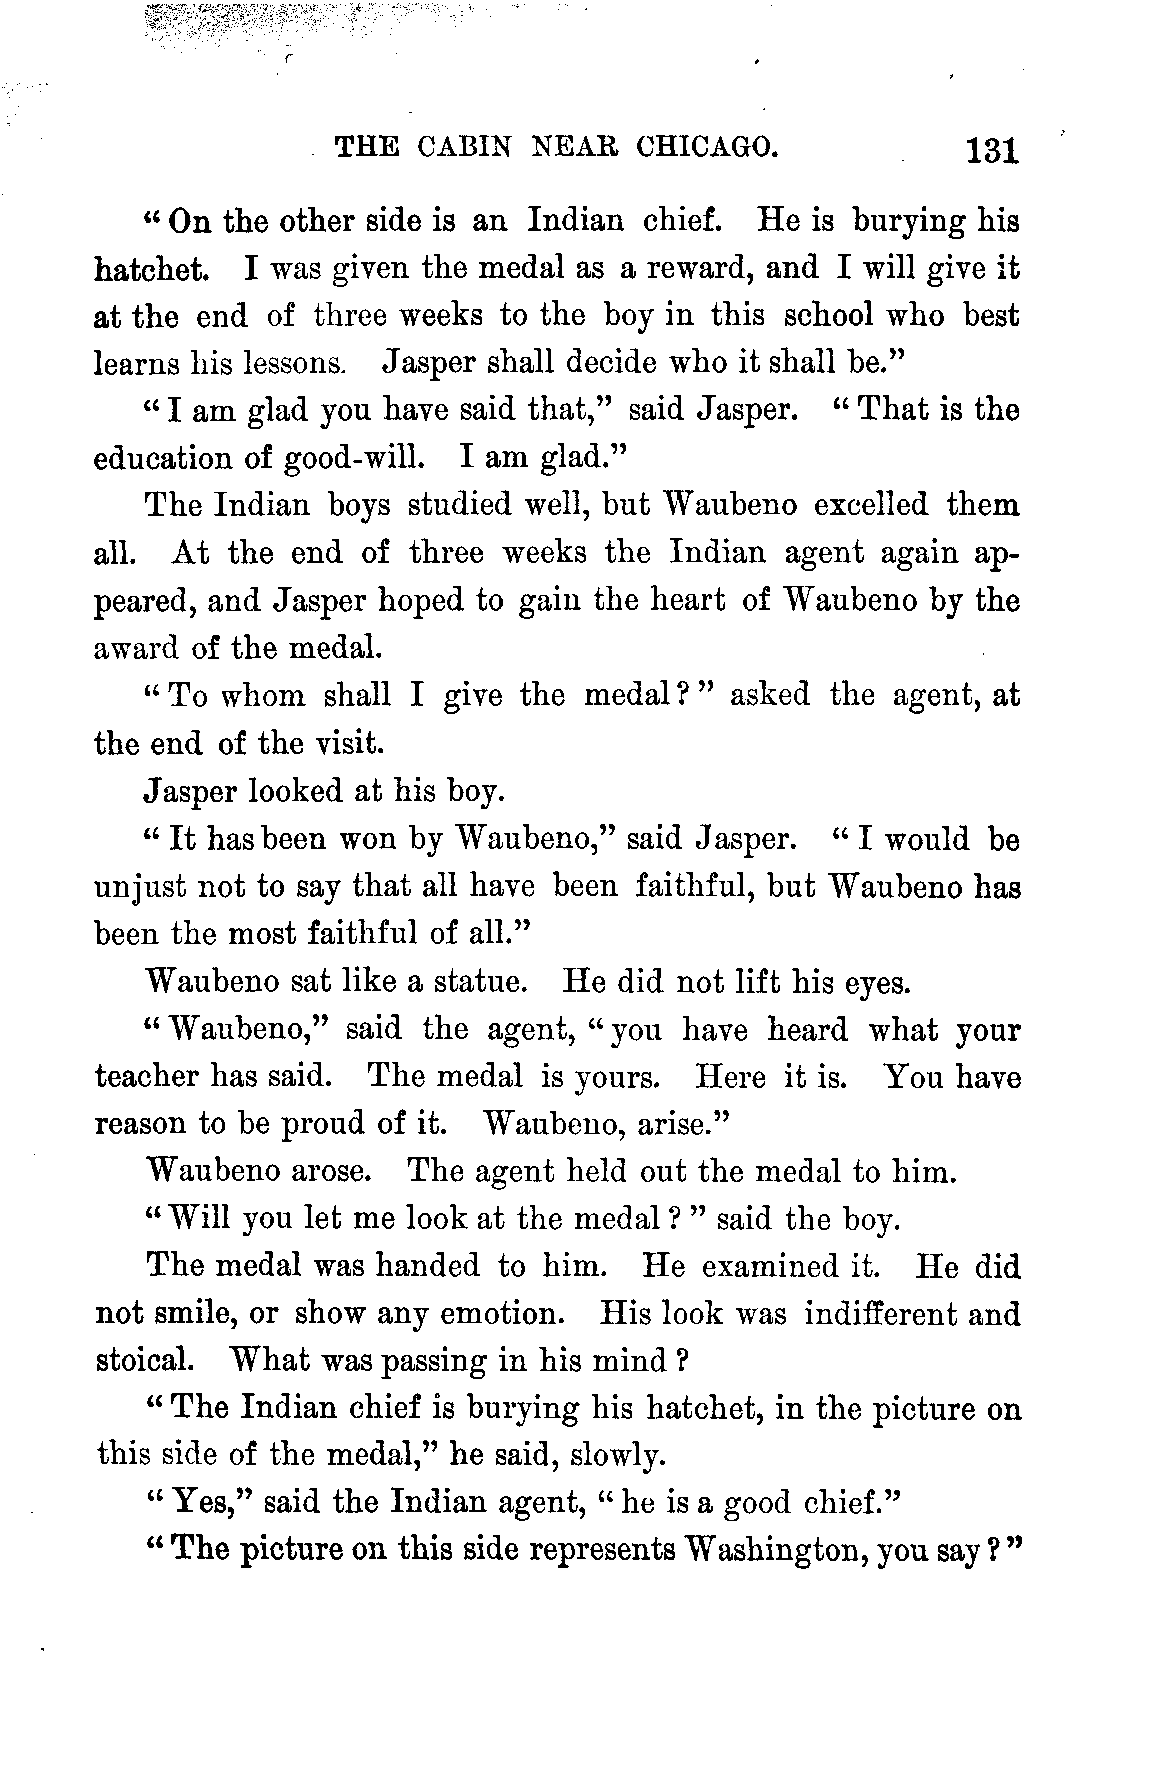 THE CABIN NEAR CHICAGO. 131
“ On the other side is an Indian chief. He is burying his
hatchet. I was given the medal as a reward, and I will give it
at the end of three weeks to the boy in this school who best
learns his lessons. Jasper shall decide who it shall be.”
“ I am glad you have said that,” said Jasper. “ That is the
education of good-will. I am glad.”
The Indian boys studied well, but Waubeno excelled them
all. At the end of three weeks the Indian agent again ap-
peared, and Jasper hoped to gain the heart of Waubeno by the
award of the medal.
“ To whom shall I give the medal ? ” asked the agent, at
the end of the visit.
Jasper looked at his boy.
“ It has been won by Waubeno,” said Jasper. “ I would be
unjust not to say that all have been faithful, but Waubeno has
been the most faithful of all.”
Waubeno sat like a statue. He did not lift his eyes.
“ Waubeno,” said the agent, “ you have heard what your
teacher has said. The medal is yours. Here it is. You have
reason to be proud of it. Waubeno, arise.”
Waubeno arose. The agent held out the medal to him.
“ Will you let me look at the medal ? ” said the boy.
The medal was handed to him. He examined it. He did
not smile, or show any emotion. His look was indifferent and
stoical. What was passing in his mind ?
“ The Indian chief is burying his hatchet, in the picture on
this side of the medal,” he said, slowly.
“ Yes,” said the Indian agent, “ he is a good chief.”
“ The picture on this side represents Washington, you say ? ”